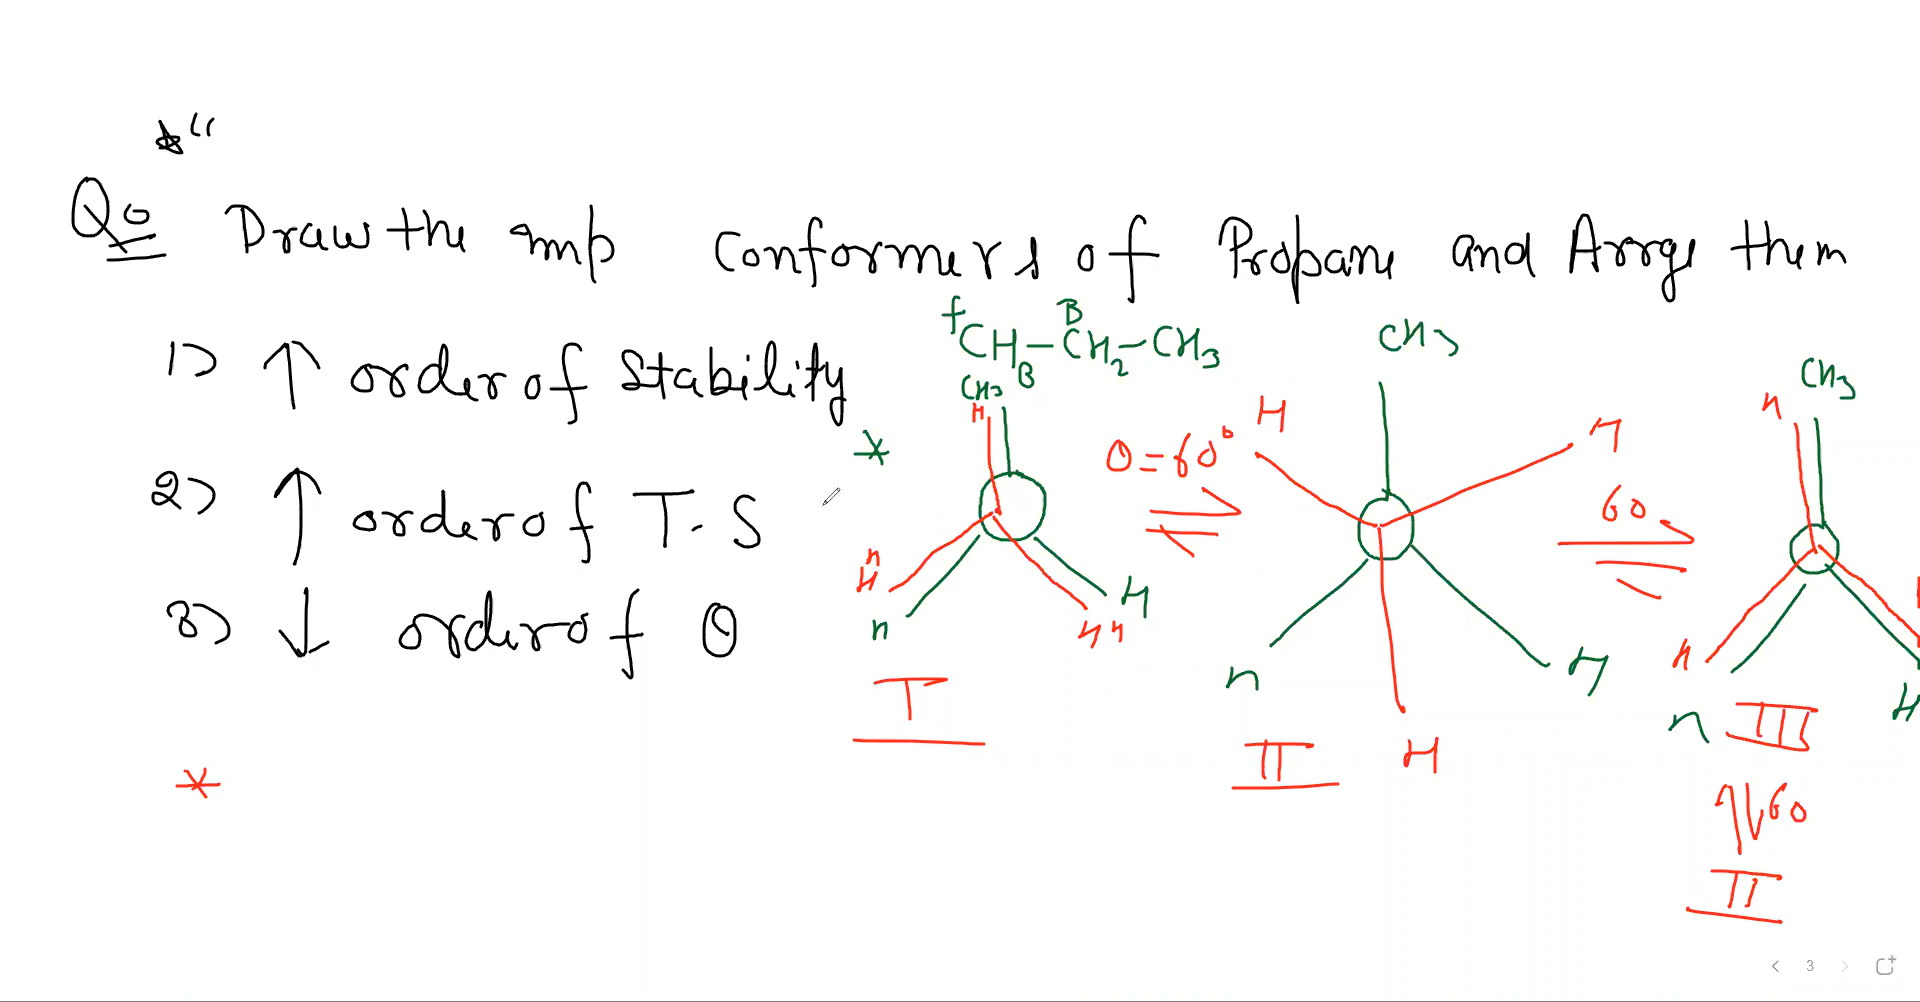 Qo Draw the imp Conformers of Propane and Arrge them
1) ↑ order of Stability
2) ↑ order of T.S
3) ↓ order of θ
f B
CH3-CH2-CH3
B
CH3
H
H
H
H
H H
H
I
θ=60°
CH3
H
H
H
H
H
II
60
CH3
H
H
H
H
III
60
II
3